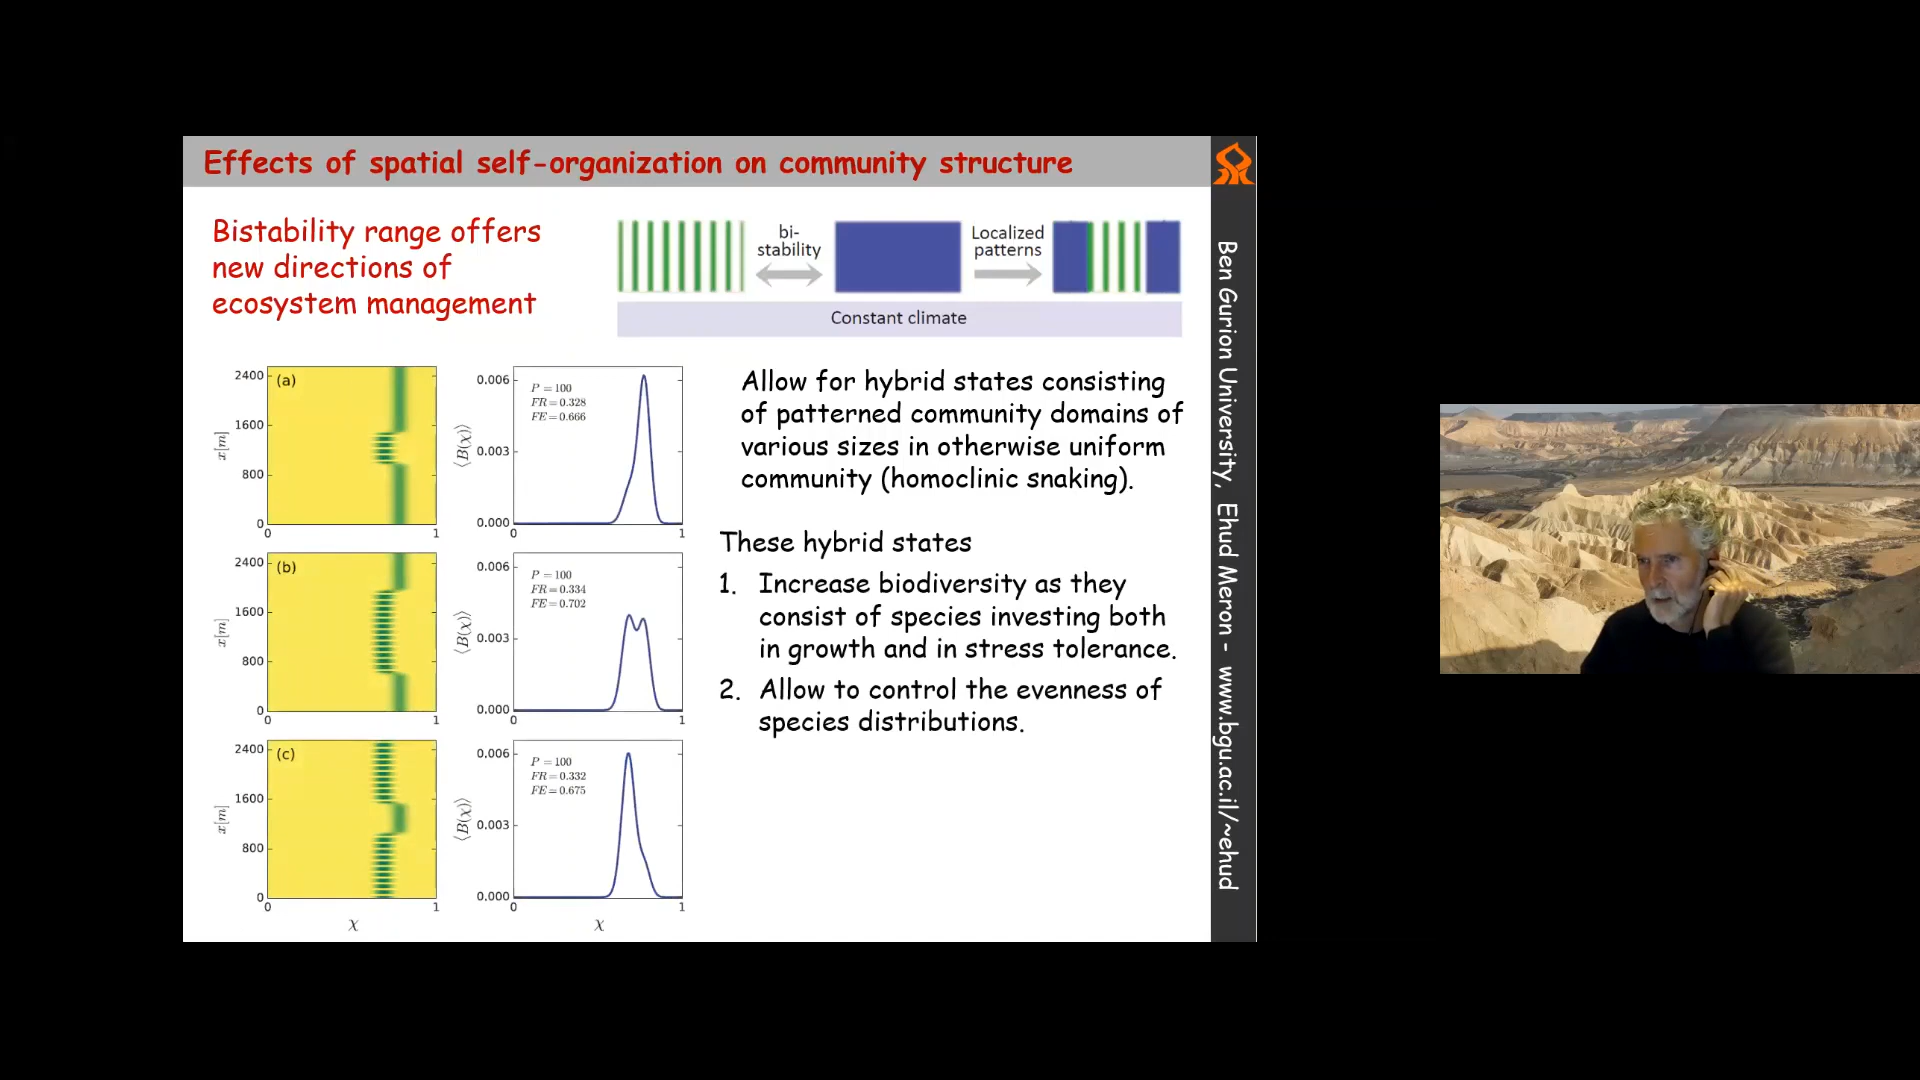 Effects of spatial self-organization on community structure
Bistability range offers
new directions of
ecosystem management
bi-
stability
Localized
patterns
Constant climate
(a)
2400
1600
800
0
x[m]
0
1
0.006
0.003
0.000
⟨B(χ)⟩
P = 100
FR = 0.328
FE = 0.666
0
1
(b)
2400
1600
800
0
x[m]
0
1
0.006
0.003
0.000
⟨B(χ)⟩
P = 100
FR = 0.334
FE = 0.702
0
1
(c)
2400
1600
800
0
x[m]
0
1
χ
0.006
0.003
0.000
⟨B(χ)⟩
P = 100
FR = 0.332
FE = 0.675
0
1
χ
Allow for hybrid states consisting
of patterned community domains of
various sizes in otherwise uniform
community (homoclinic snaking).
These hybrid states
1. Increase biodiversity as they
consist of species investing both
in growth and in stress tolerance.
2. Allow to control the evenness of
species distributions.
Ben Gurion University, Ehud Meron - www.bgu.ac.il/~ehud